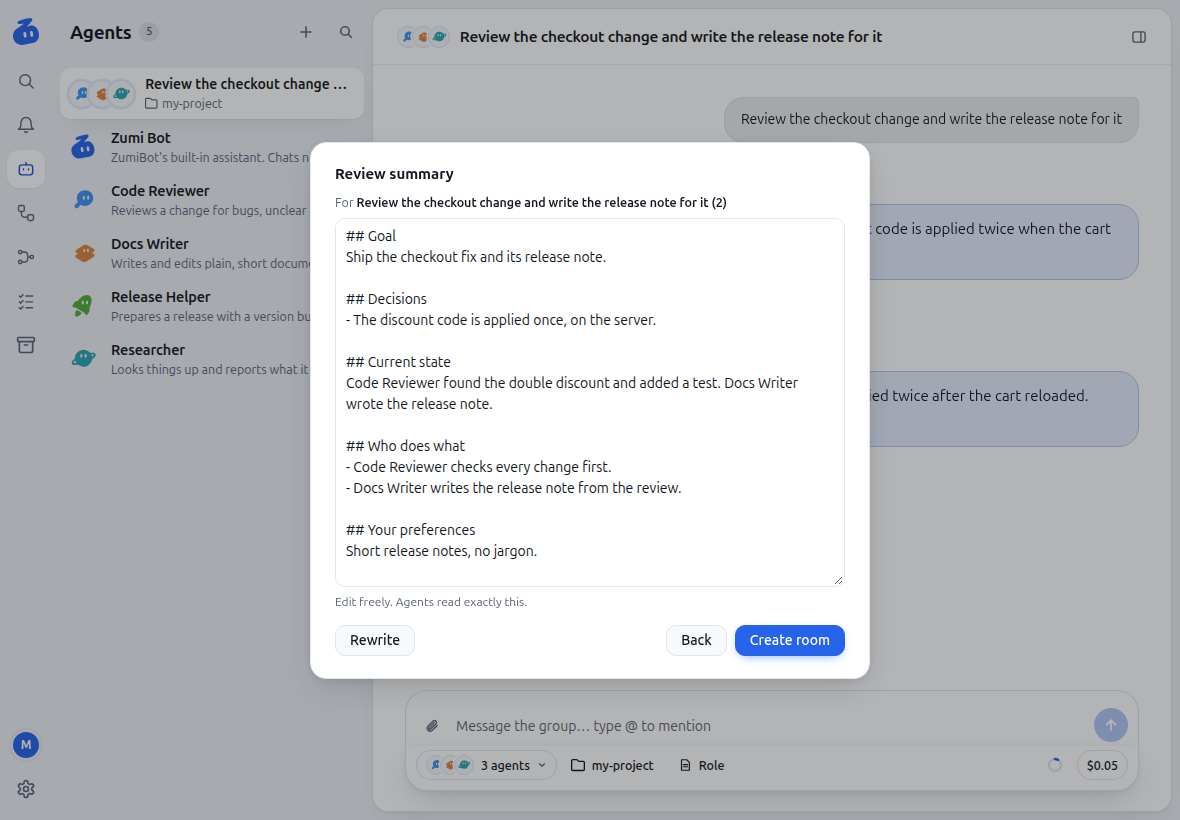 Agents 5
Review the checkout change …
my-project
Zumi Bot
ZumiBot's built-in assistant. Chats n
Code Reviewer
Reviews a change for bugs, unclear
Docs Writer
Writes and edits plain, short docume
Release Helper
Prepares a release with a version bu
Researcher
Looks things up and reports what it
M
Review the checkout change and write the release note for it
Review the checkout change and write the release note for it
code is applied twice when the cart
ied twice after the cart reloaded.
Review summary
For Review the checkout change and write the release note for it (2)
## Goal
Ship the checkout fix and its release note.
## Decisions
- The discount code is applied once, on the server.
## Current state
Code Reviewer found the double discount and added a test. Docs Writer
wrote the release note.
## Who does what
- Code Reviewer checks every change first.
- Docs Writer writes the release note from the review.
## Your preferences
Short release notes, no jargon.
Edit freely. Agents read exactly this.
Rewrite
Back
Create room
Message the group… type @ to mention
3 agents
my-project
Role
$0.05